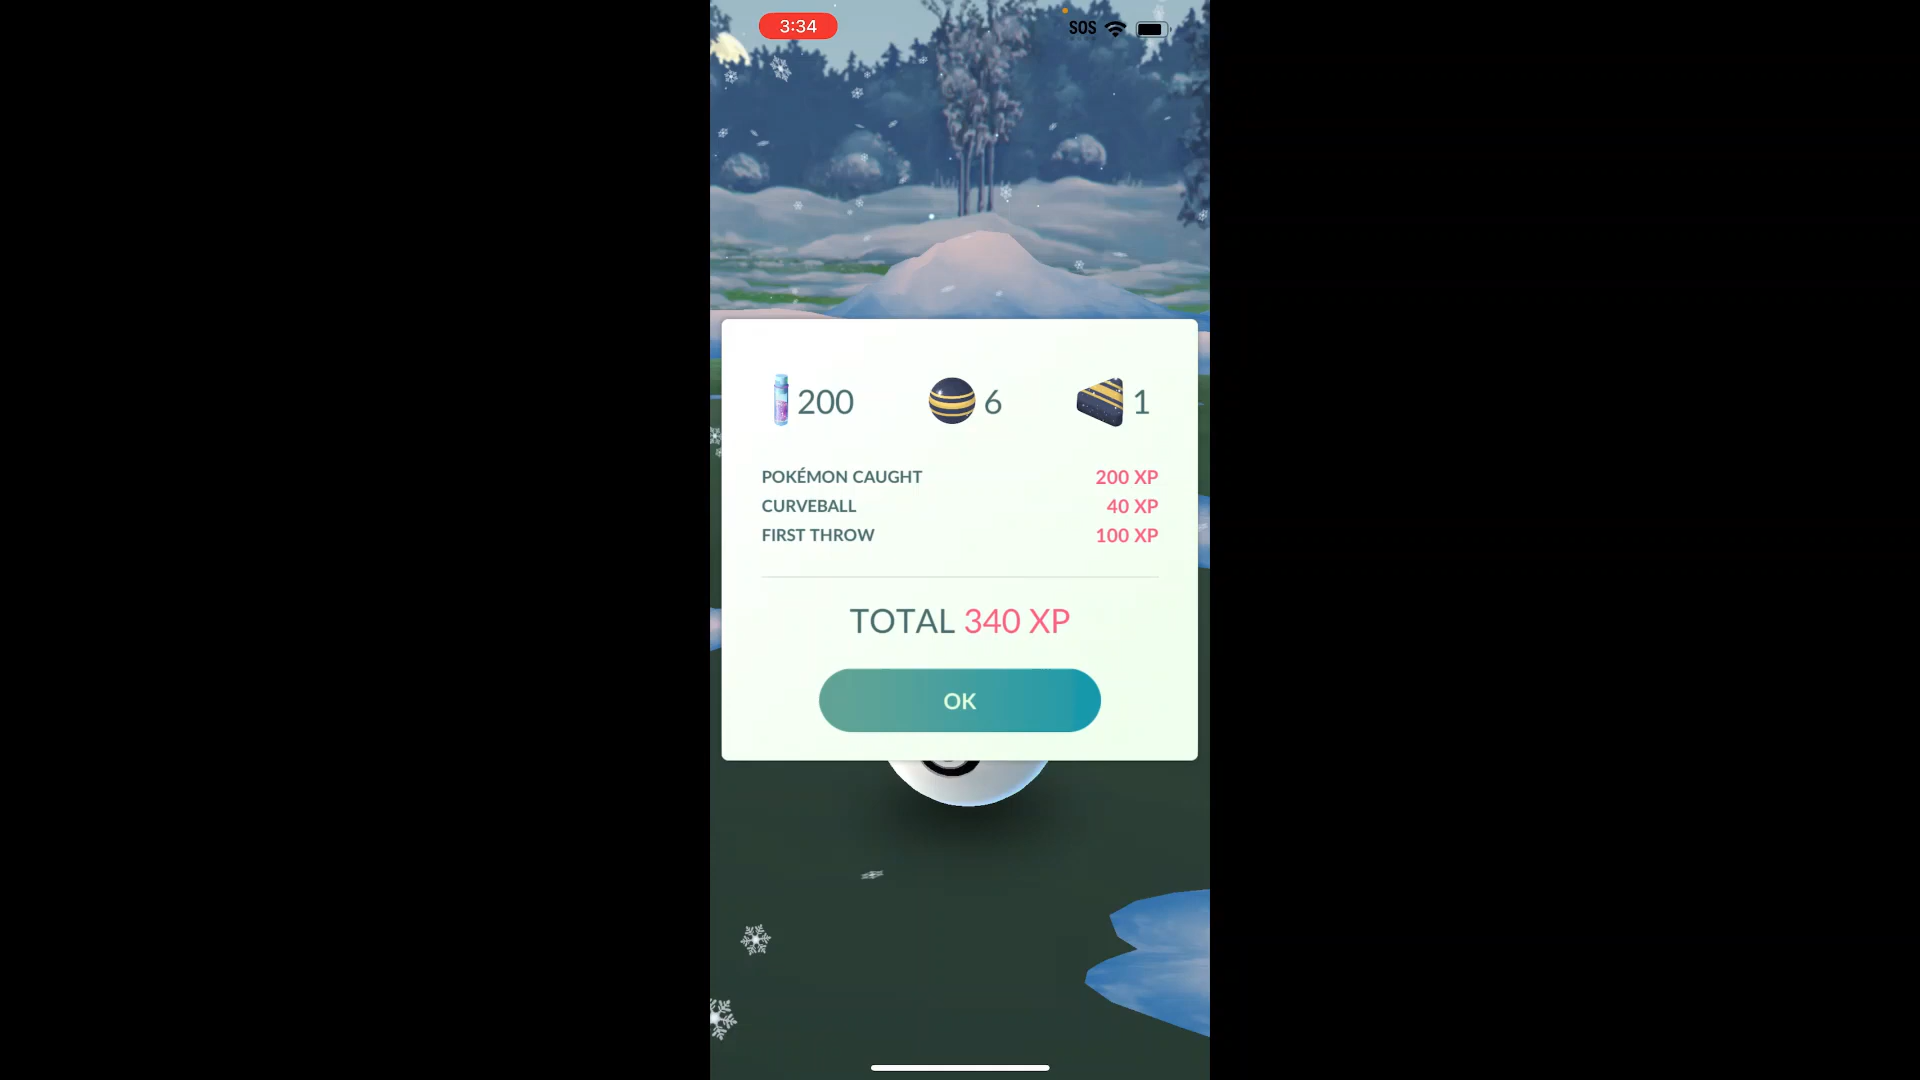 3:34 SOS
200 6 1
POKÉMON CAUGHT 200 XP
CURVEBALL 40 XP
FIRST THROW 100 XP
TOTAL 340 XP
OK